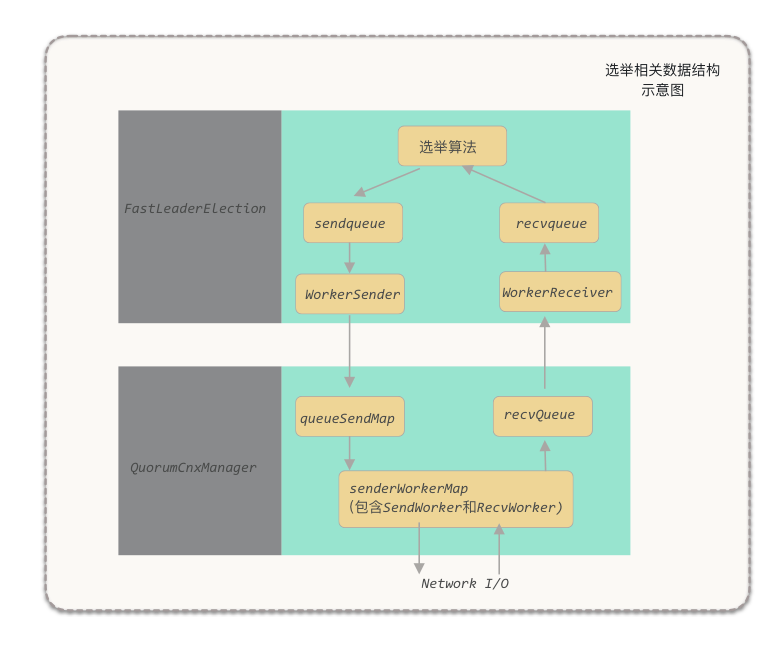 选举相关数据结构
示意图
选举算法
FastLeaderElection
sendqueue
recvqueue
WorkerSender
WorkerReceiver
queueSendMap
recvQueue
QuorumCnxManager
senderWorkerMap
(包含SendWorker和RecvWorker)
Network I/O